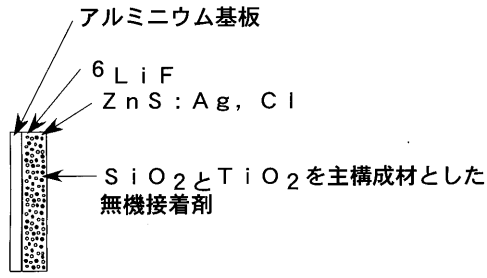 アルミニウム基板
⁶ＬｉＦ
ＺｎＳ：Ａｇ，Ｃｌ
ＳｉＯ₂とＴｉＯ₂を主構成材とした
無機接着剤